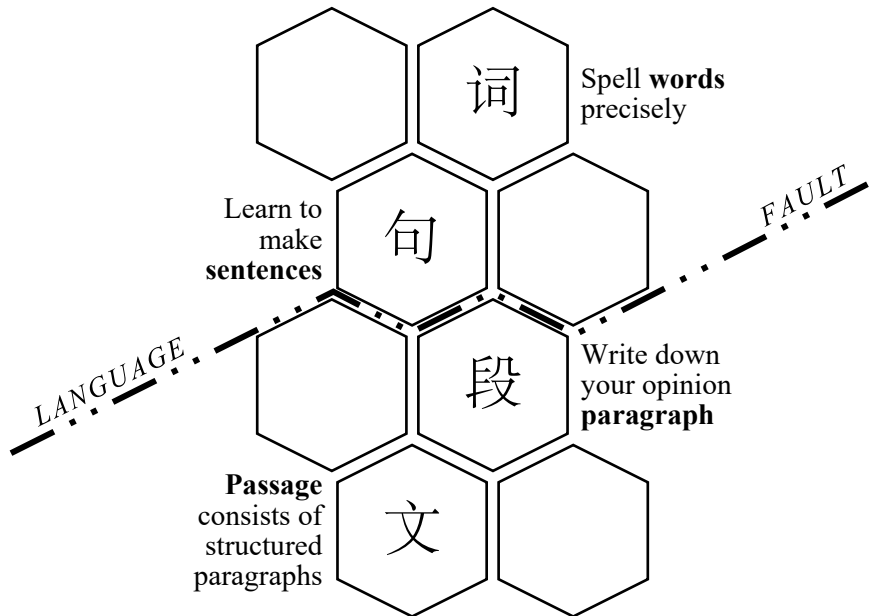 词
Spell words
precisely
Learn to
make
sentences
句
FAULT
LANGUAGE
段
Write down
your opinion
paragraph
Passage
consists of
structured
paragraphs
文